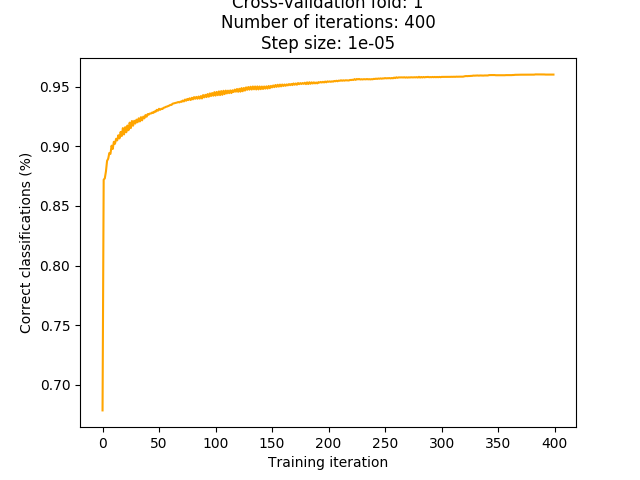 Cross-validation fold: 1
Number of iterations: 400
Step size: 1e-05
0.95
0.90
0.85
0.80
0.75
0.70
Correct classifications (%)
0 50 100 150 200 250 300 350 400
Training iteration